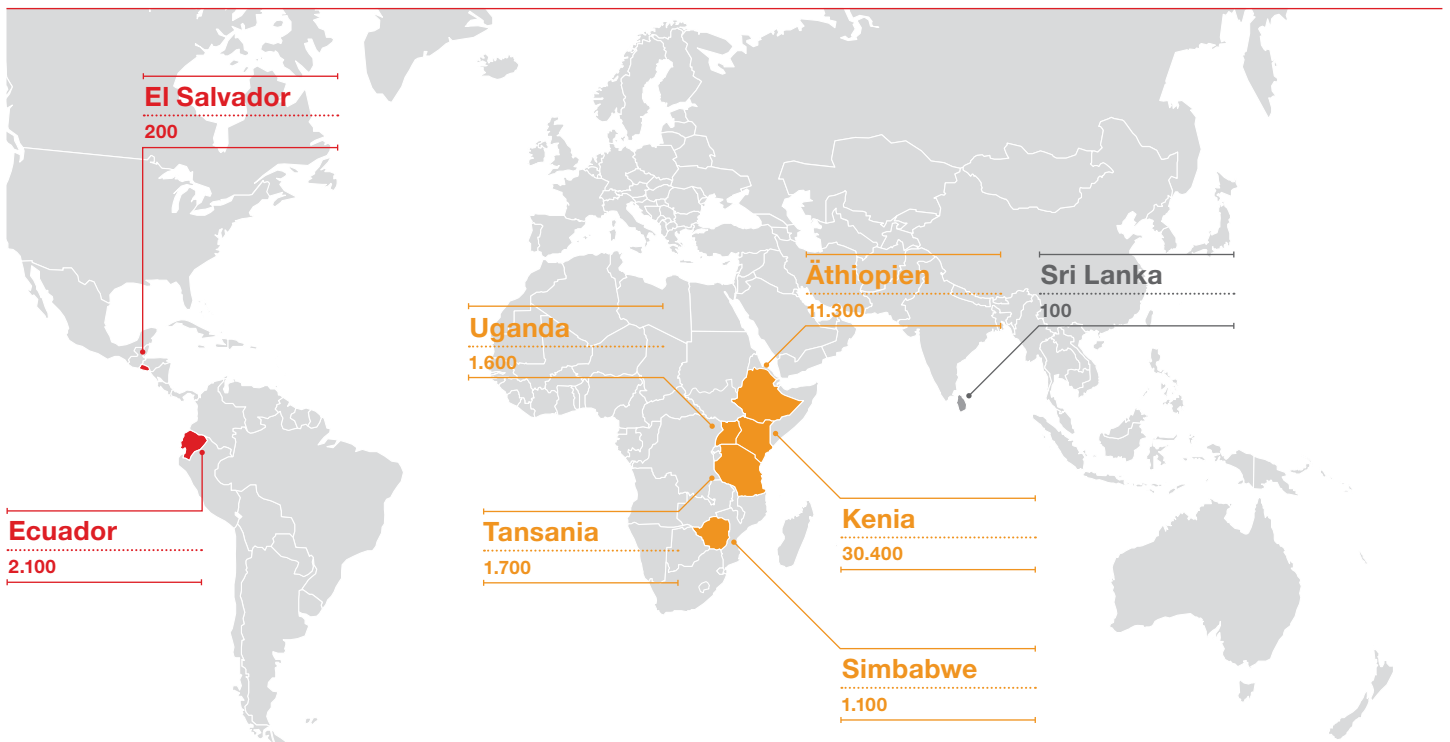 El Salvador
200
Äthiopien
11.300
Sri Lanka
100
Uganda
1.600
Ecuador
2.100
Tansania
1.700
Kenia
30.400
Simbabwe
1.100